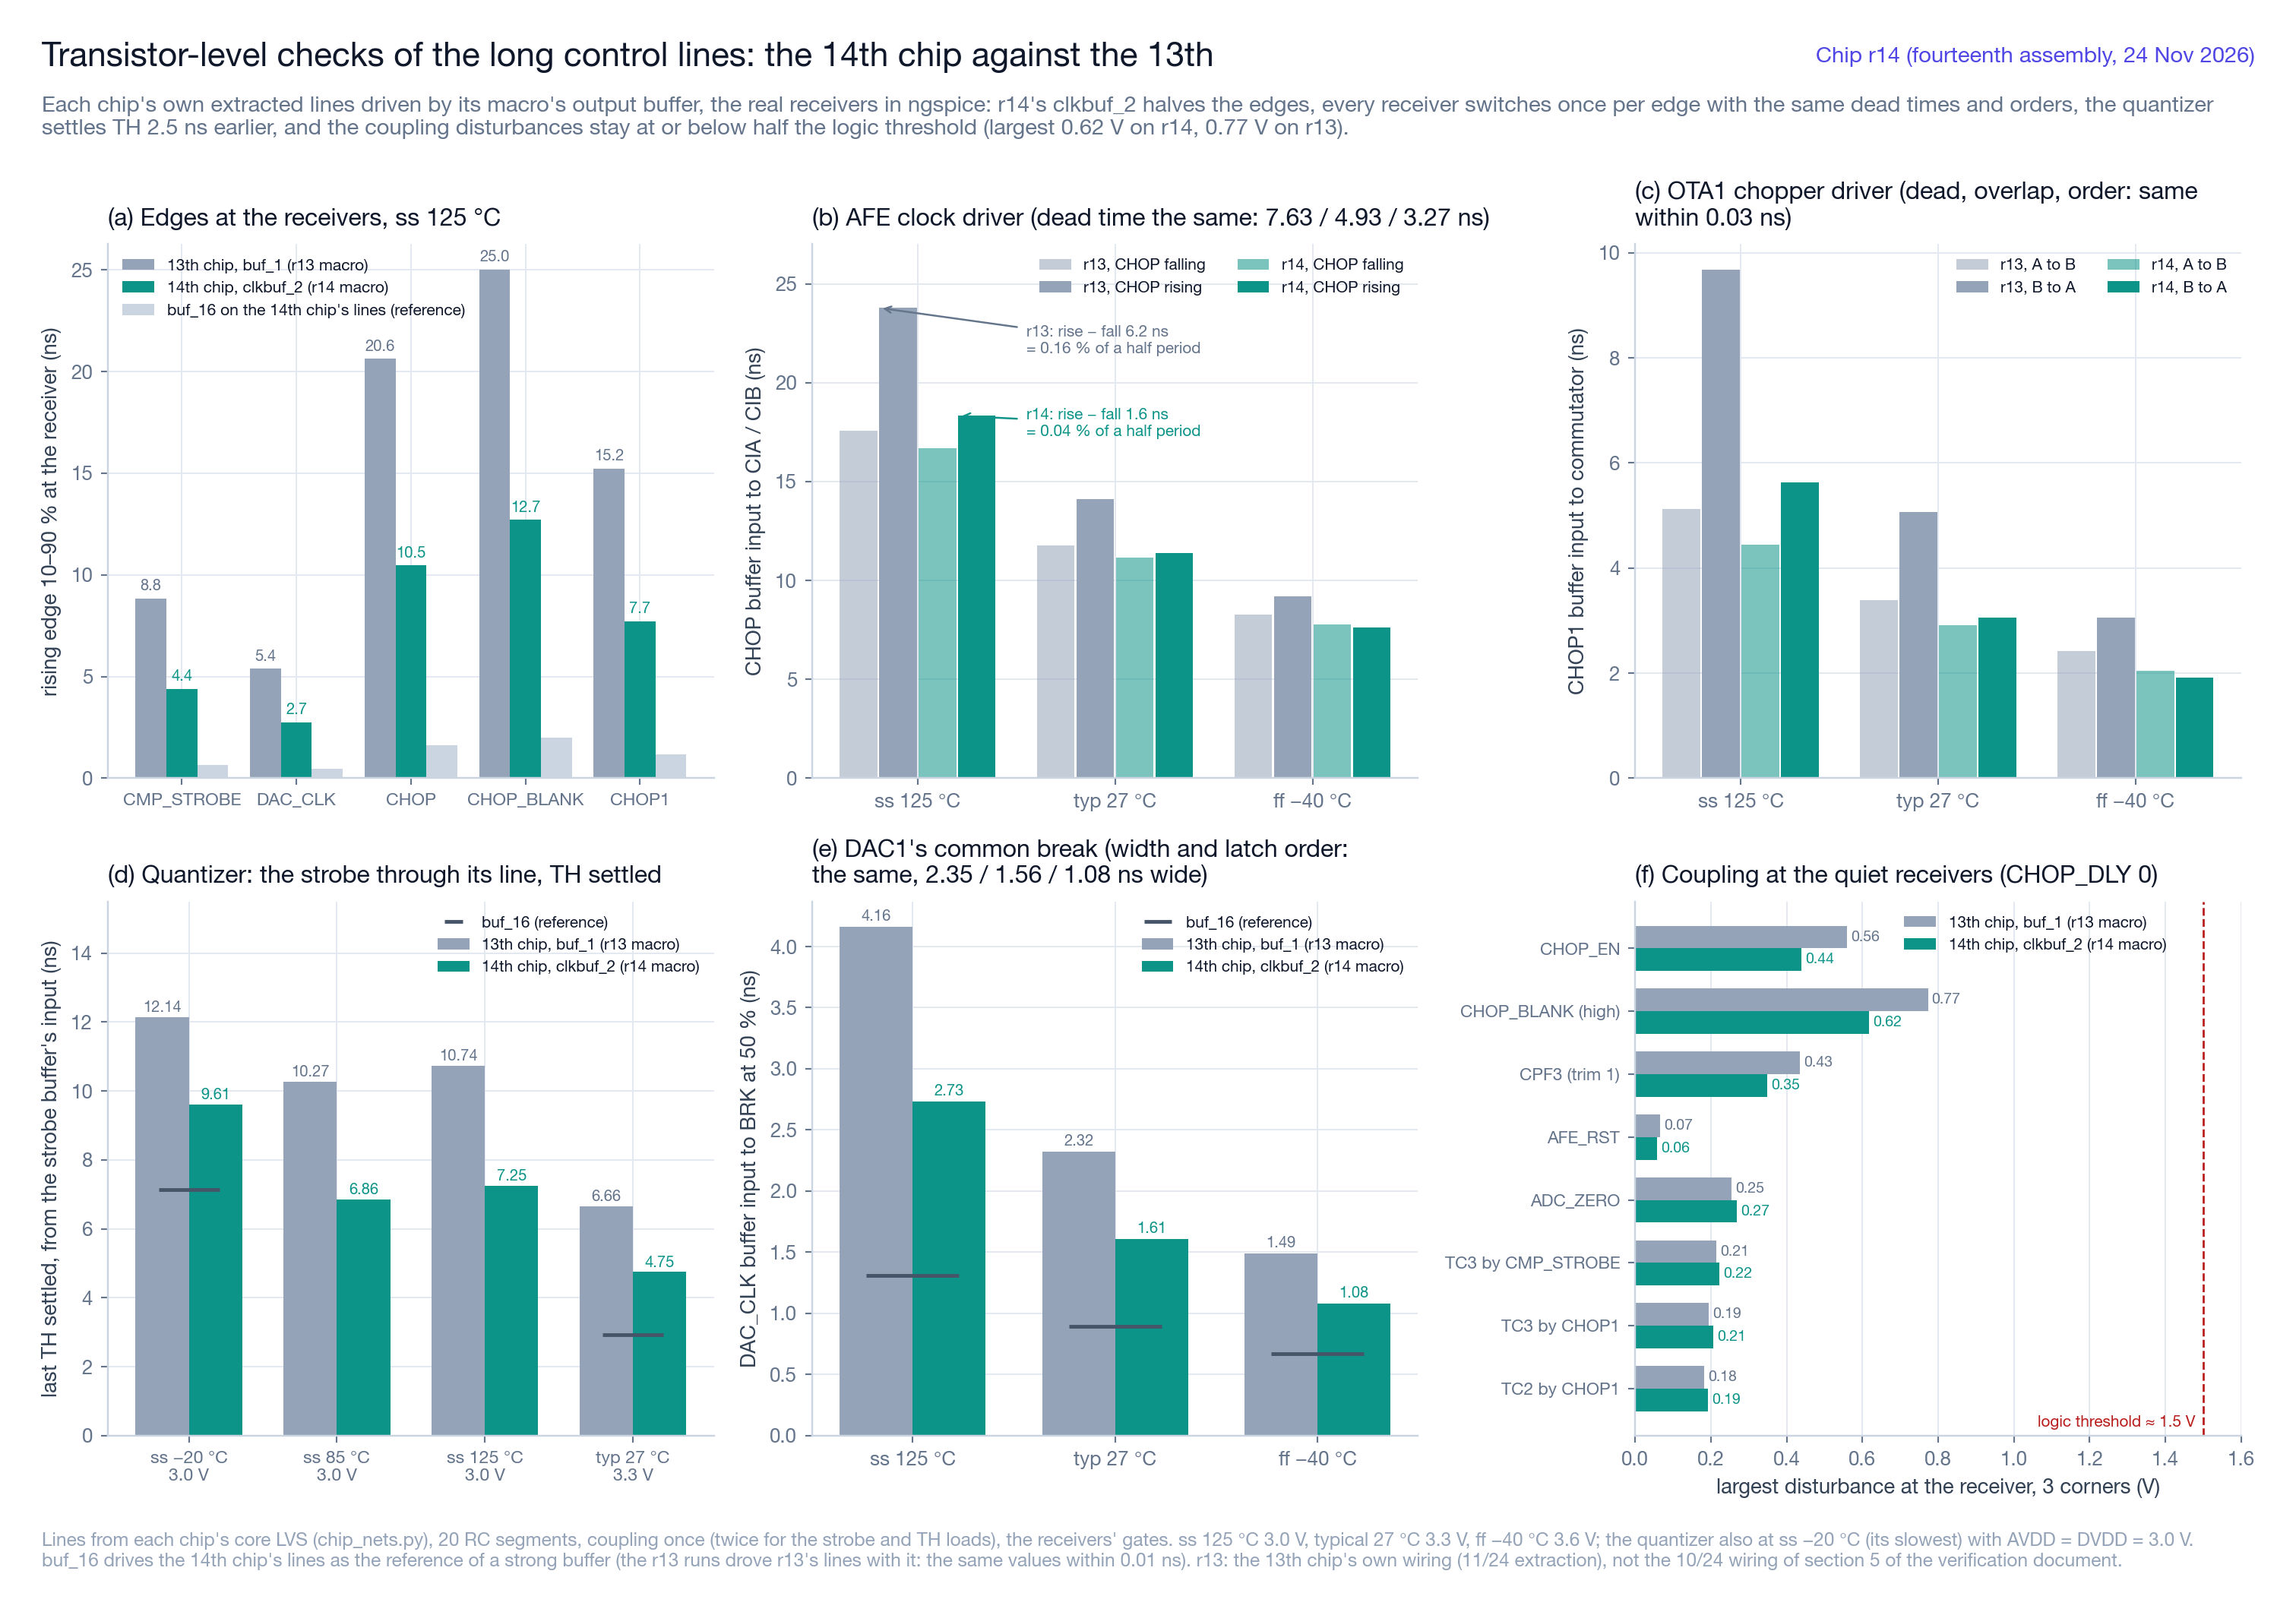 Transistor-level checks of the long control lines: the 14th chip against the 13th
Chip r14 (fourteenth assembly, 24 Nov 2026)
Each chip's own extracted lines driven by its macro's output buffer, the real receivers in ngspice: r14's clkbuf_2 halves the edges, every receiver switches once per edge with the same dead times and orders, the quantizer
settles TH 2.5 ns earlier, and the coupling disturbances stay at or below half the logic threshold (largest 0.62 V on r14, 0.77 V on r13).
(a) Edges at the receivers, ss 125 °C
13th chip, buf_1 (r13 macro)
14th chip, clkbuf_2 (r14 macro)
buf_16 on the 14th chip's lines (reference)
rising edge 10–90 % at the receiver (ns)
25
20
15
10
5
0
8.8
4.4
5.4
2.7
20.6
10.5
25.0
12.7
15.2
7.7
CMP_STROBE
DAC_CLK
CHOP
CHOP_BLANK
CHOP1
(b) AFE clock driver (dead time the same: 7.63 / 4.93 / 3.27 ns)
r13, CHOP falling
r13, CHOP rising
r14, CHOP falling
r14, CHOP rising
r13: rise – fall 6.2 ns
= 0.16 % of a half period
r14: rise – fall 1.6 ns
= 0.04 % of a half period
CHOP buffer input to CIA / CIB (ns)
25
20
15
10
5
0
ss 125 °C
typ 27 °C
ff −40 °C
(c) OTA1 chopper driver (dead, overlap, order: same
within 0.03 ns)
r13, A to B
r13, B to A
r14, A to B
r14, B to A
CHOP1 buffer input to commutator (ns)
10
8
6
4
2
0
ss 125 °C
typ 27 °C
ff −40 °C
(d) Quantizer: the strobe through its line, TH settled
buf_16 (reference)
13th chip, buf_1 (r13 macro)
14th chip, clkbuf_2 (r14 macro)
last TH settled, from the strobe buffer's input (ns)
14
12
10
8
6
4
2
0
12.14
9.61
10.27
6.86
10.74
7.25
6.66
4.75
ss −20 °C
3.0 V
ss 85 °C
3.0 V
ss 125 °C
3.0 V
typ 27 °C
3.3 V
(e) DAC1's common break (width and latch order:
the same, 2.35 / 1.56 / 1.08 ns wide)
buf_16 (reference)
13th chip, buf_1 (r13 macro)
14th chip, clkbuf_2 (r14 macro)
DAC_CLK buffer input to BRK at 50 % (ns)
4.0
3.5
3.0
2.5
2.0
1.5
1.0
0.5
0.0
4.16
2.73
2.32
1.61
1.49
1.08
ss 125 °C
typ 27 °C
ff −40 °C
(f) Coupling at the quiet receivers (CHOP_DLY 0)
13th chip, buf_1 (r13 macro)
14th chip, clkbuf_2 (r14 macro)
CHOP_EN
0.56
0.44
CHOP_BLANK (high)
0.77
0.62
CPF3 (trim 1)
0.43
0.35
AFE_RST
0.07
0.06
ADC_ZERO
0.25
0.27
TC3 by CMP_STROBE
0.21
0.22
TC3 by CHOP1
0.19
0.21
TC2 by CHOP1
0.18
0.19
logic threshold ≈ 1.5 V
0.0
0.2
0.4
0.6
0.8
1.0
1.2
1.4
1.6
largest disturbance at the receiver, 3 corners (V)
Lines from each chip's core LVS (chip_nets.py), 20 RC segments, coupling once (twice for the strobe and TH loads), the receivers' gates. ss 125 °C 3.0 V, typical 27 °C 3.3 V, ff −40 °C 3.6 V; the quantizer also at ss −20 °C (its slowest) with AVDD = DVDD = 3.0 V.
buf_16 drives the 14th chip's lines as the reference of a strong buffer (the r13 runs drove r13's lines with it: the same values within 0.01 ns). r13: the 13th chip's own wiring (11/24 extraction), not the 10/24 wiring of section 5 of the verification document.